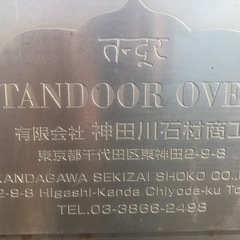 तन्दूर
TANDOOR OVE
有限会社 神田川石材商工
東京都千代田区東神田2-9-8
KANDAGAWA SEKIZAI SHOKO CO.,
2-9-8 Higashi-Kanda Chiyoda-ku To
TEL.03-3866-2498